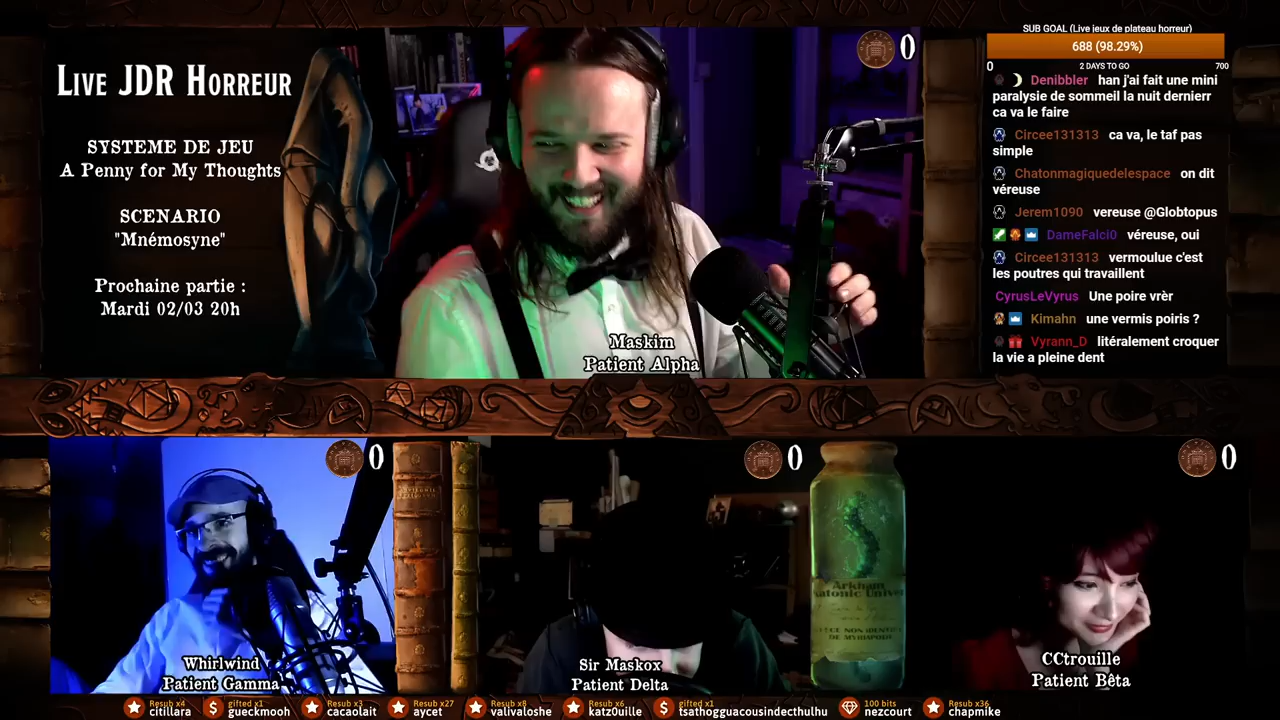 LIVE JDR HORREUR
SYSTEME DE JEU
A Penny for My Thoughts
SCENARIO
"Mnémosyne"
Prochaine partie :
Mardi 02/03 20h
0
Maskim
Patient Alpha
SUB GOAL (Live jeux de plateau horreur)
688 (98.29%)
0 2 DAYS TO GO 700
Denibbler han j'ai fait une mini
paralysie de sommeil la nuit dernierr
ca va le faire
Circee131313 ca va, le taf pas
simple
Chatonmagiquedelespace on dit
véreuse
Jerem1090 vereuse @Globtopus
DameFalci0 véreuse, oui
Circee131313 vermoulue c'est
les poutres qui travaillent
CyrusLeVyrus Une poire vrèr
Kimahn une vermis poiris ?
Vyrann_D litéralement croquer
la vie a pleine dent
0
Whirlwind
Patient Gamma
0
Sir Maskox
Patient Delta
Arkham
0
CCtrouille
Patient Bêta
Resub x4
citillara
gifted x1
gueckmooh
Resub x3
cacaolait
Resub x27
aycet
Resub x8
valivaloshe
Resub x6
katz0uille
gifted x1
tsathogguacousindecthulhu
100 bits
nezcourt
Resub x36
chapmike